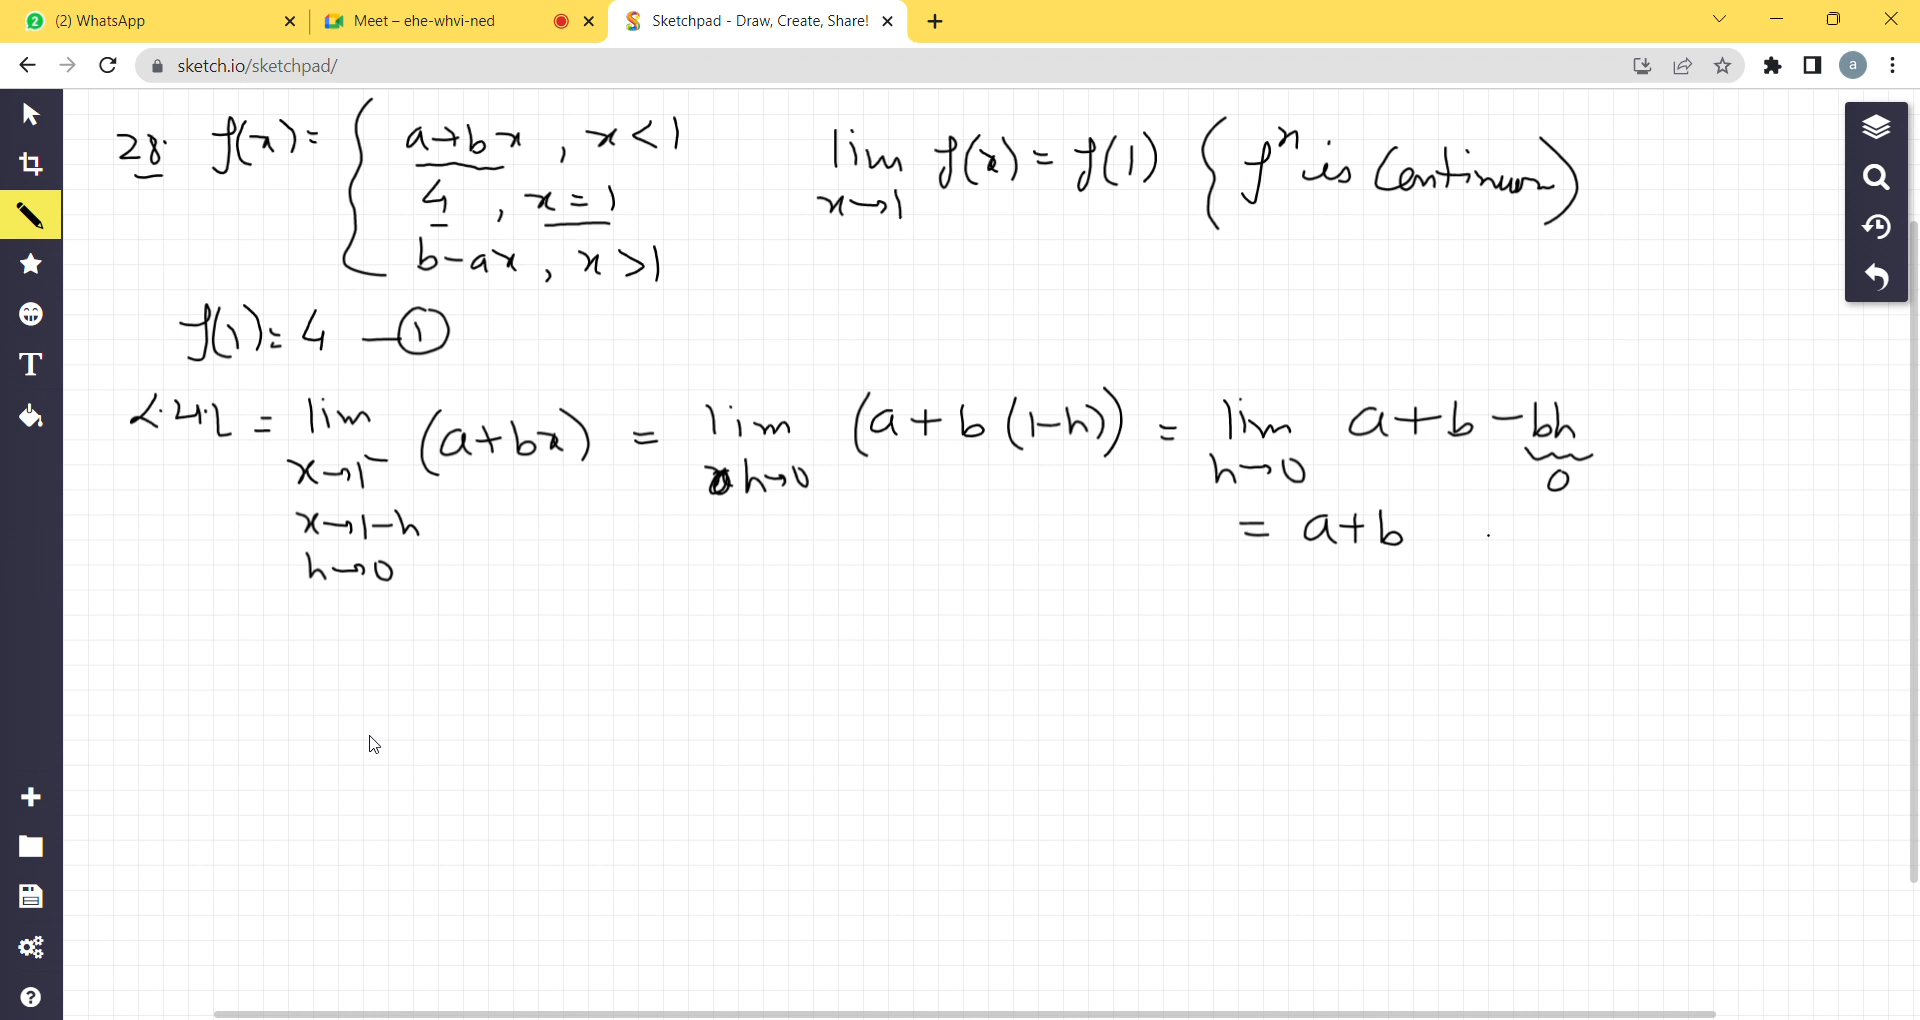 (2) WhatsApp
Meet – ehe-whvi-ned
Sketchpad - Draw, Create, Share!
sketch.io/sketchpad/
a
28. f(x) = { a+bx , x<1
4 , x=1
b-ax , x>1
lim f(x) = f(1) { fⁿ is Continuous }
x→1
f(1) = 4 — ①
L.H.L = lim (a+bx) = lim (a+b(1-h)) = lim a+b-bh
x→1⁻ h→0 h→0 0
x→1-h = a+b
h→0
T